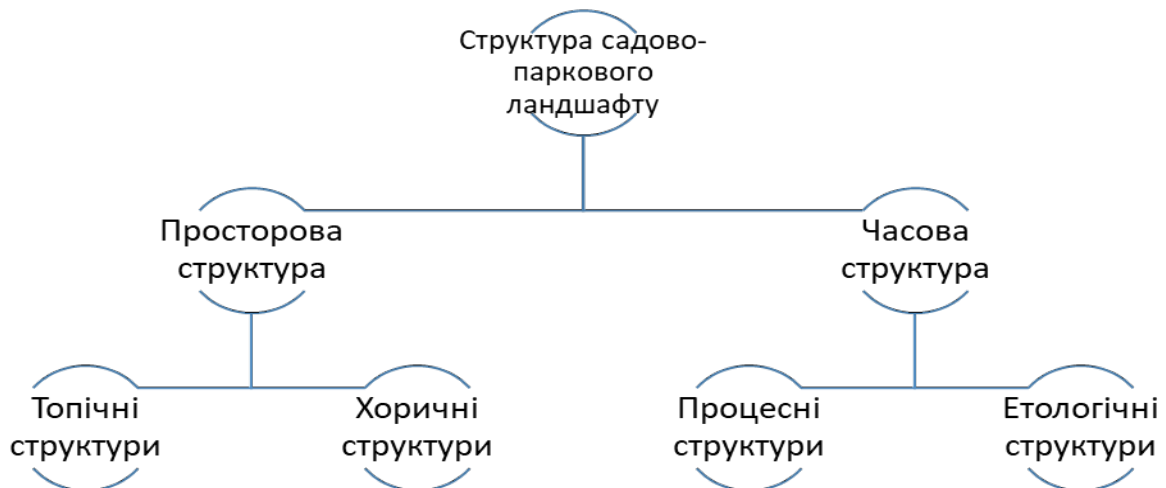 Структура садово-
паркового
ландшафту
Просторова
структура
Часова
структура
Топічні
структури
Хоричні
структури
Процесні
структури
Етологічні
структури